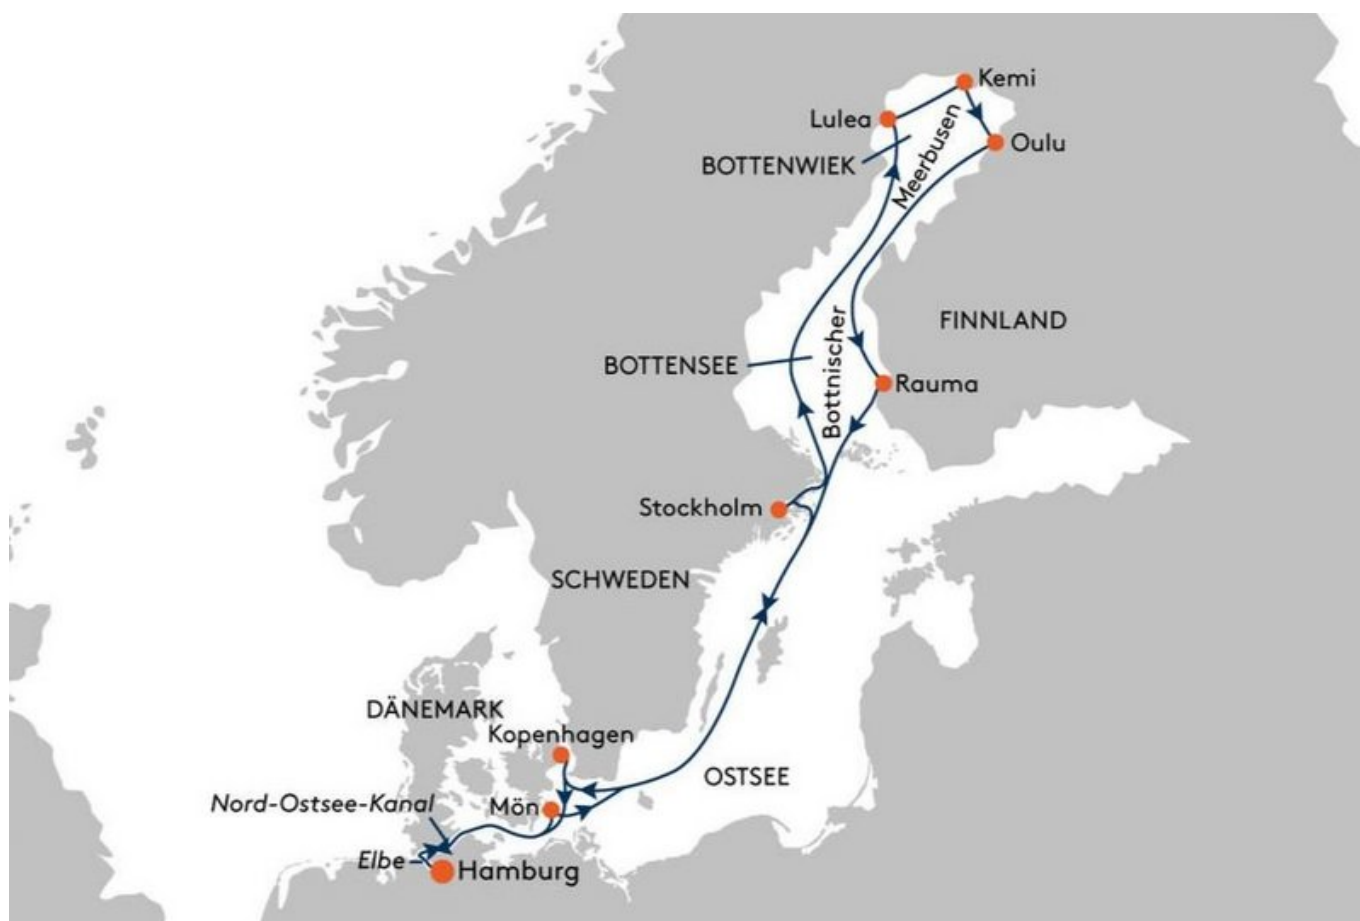 Kemi
Lulea
Oulu
BOTTENWIEK
Meerbusen
FINNLAND
BOTTENSEE
Bottnischer
Rauma
Stockholm
SCHWEDEN
DÄNEMARK
Kopenhagen
OSTSEE
Nord-Ostsee-Kanal
Mön
Elbe
Hamburg